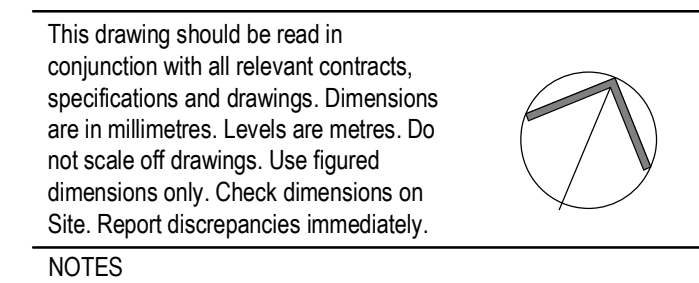 This drawing should be read in
conjunction with all relevant contracts,
specifications and drawings. Dimensions
are in millimetres. Levels are metres. Do
not scale off drawings. Use figured
dimensions only. Check dimensions on
Site. Report discrepancies immediately.
NOTES